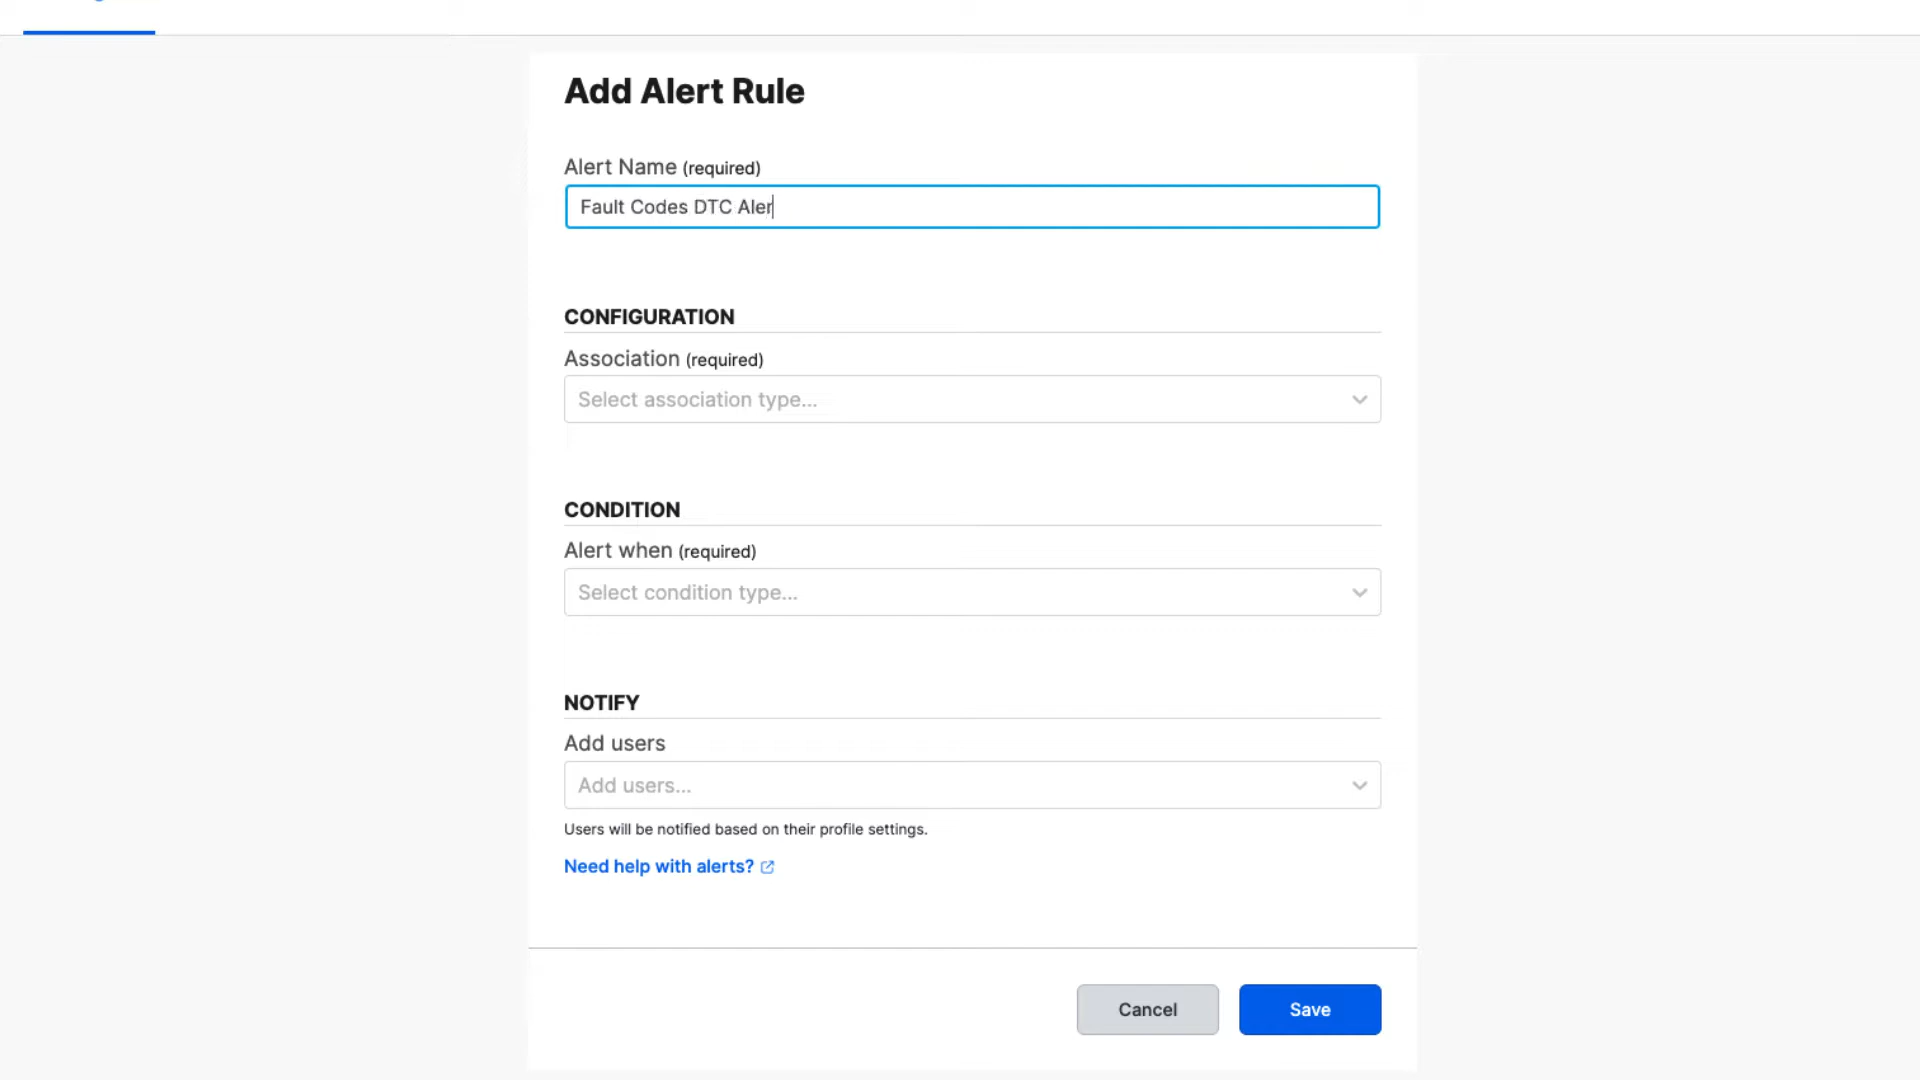 Add Alert Rule
Alert Name (required)
Fault Codes DTC Aler
CONFIGURATION
Association (required)
Select association type...
CONDITION
Alert when (required)
Select condition type...
NOTIFY
Add users
Add users...
Users will be notified based on their profile settings.
Need help with alerts?
Cancel
Save